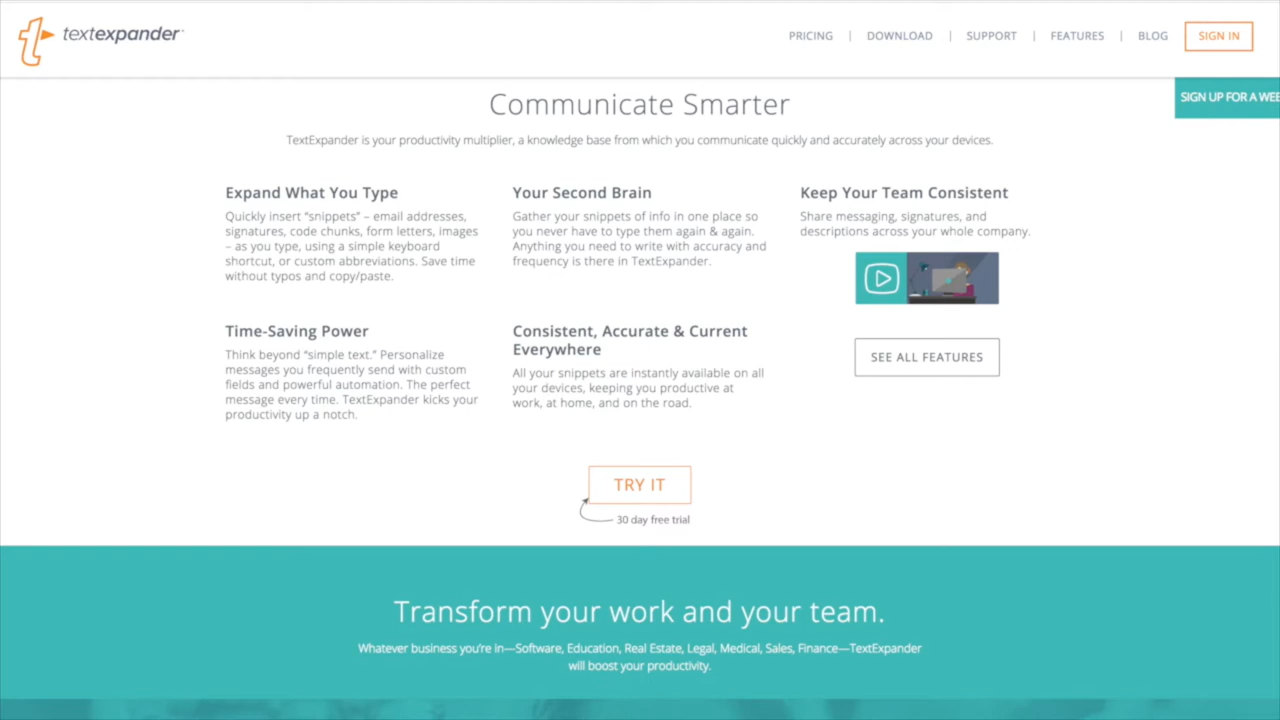 textexpander
PRICING | DOWNLOAD | SUPPORT | FEATURES | BLOG
SIGN IN
SIGN UP FOR A WEB
Communicate Smarter
TextExpander is your productivity multiplier, a knowledge base from which you communicate quickly and accurately across your devices.
Expand What You Type
Quickly insert “snippets” – email addresses,
signatures, code chunks, form letters, images
– as you type, using a simple keyboard
shortcut, or custom abbreviations. Save time
without typos and copy/paste.
Your Second Brain
Gather your snippets of info in one place so
you never have to type them again & again.
Anything you need to write with accuracy and
frequency is there in TextExpander.
Keep Your Team Consistent
Share messaging, signatures, and
descriptions across your whole company.
SEE ALL FEATURES
Time-Saving Power
Think beyond “simple text.” Personalize
messages you frequently send with custom
fields and powerful automation. The perfect
message every time. TextExpander kicks your
productivity up a notch.
Consistent, Accurate & Current
Everywhere
All your snippets are instantly available on all
your devices, keeping you productive at
work, at home, and on the road.
TRY IT
30 day free trial
Transform your work and your team.
Whatever business you’re in—Software, Education, Real Estate, Legal, Medical, Sales, Finance—TextExpander
will boost your productivity.